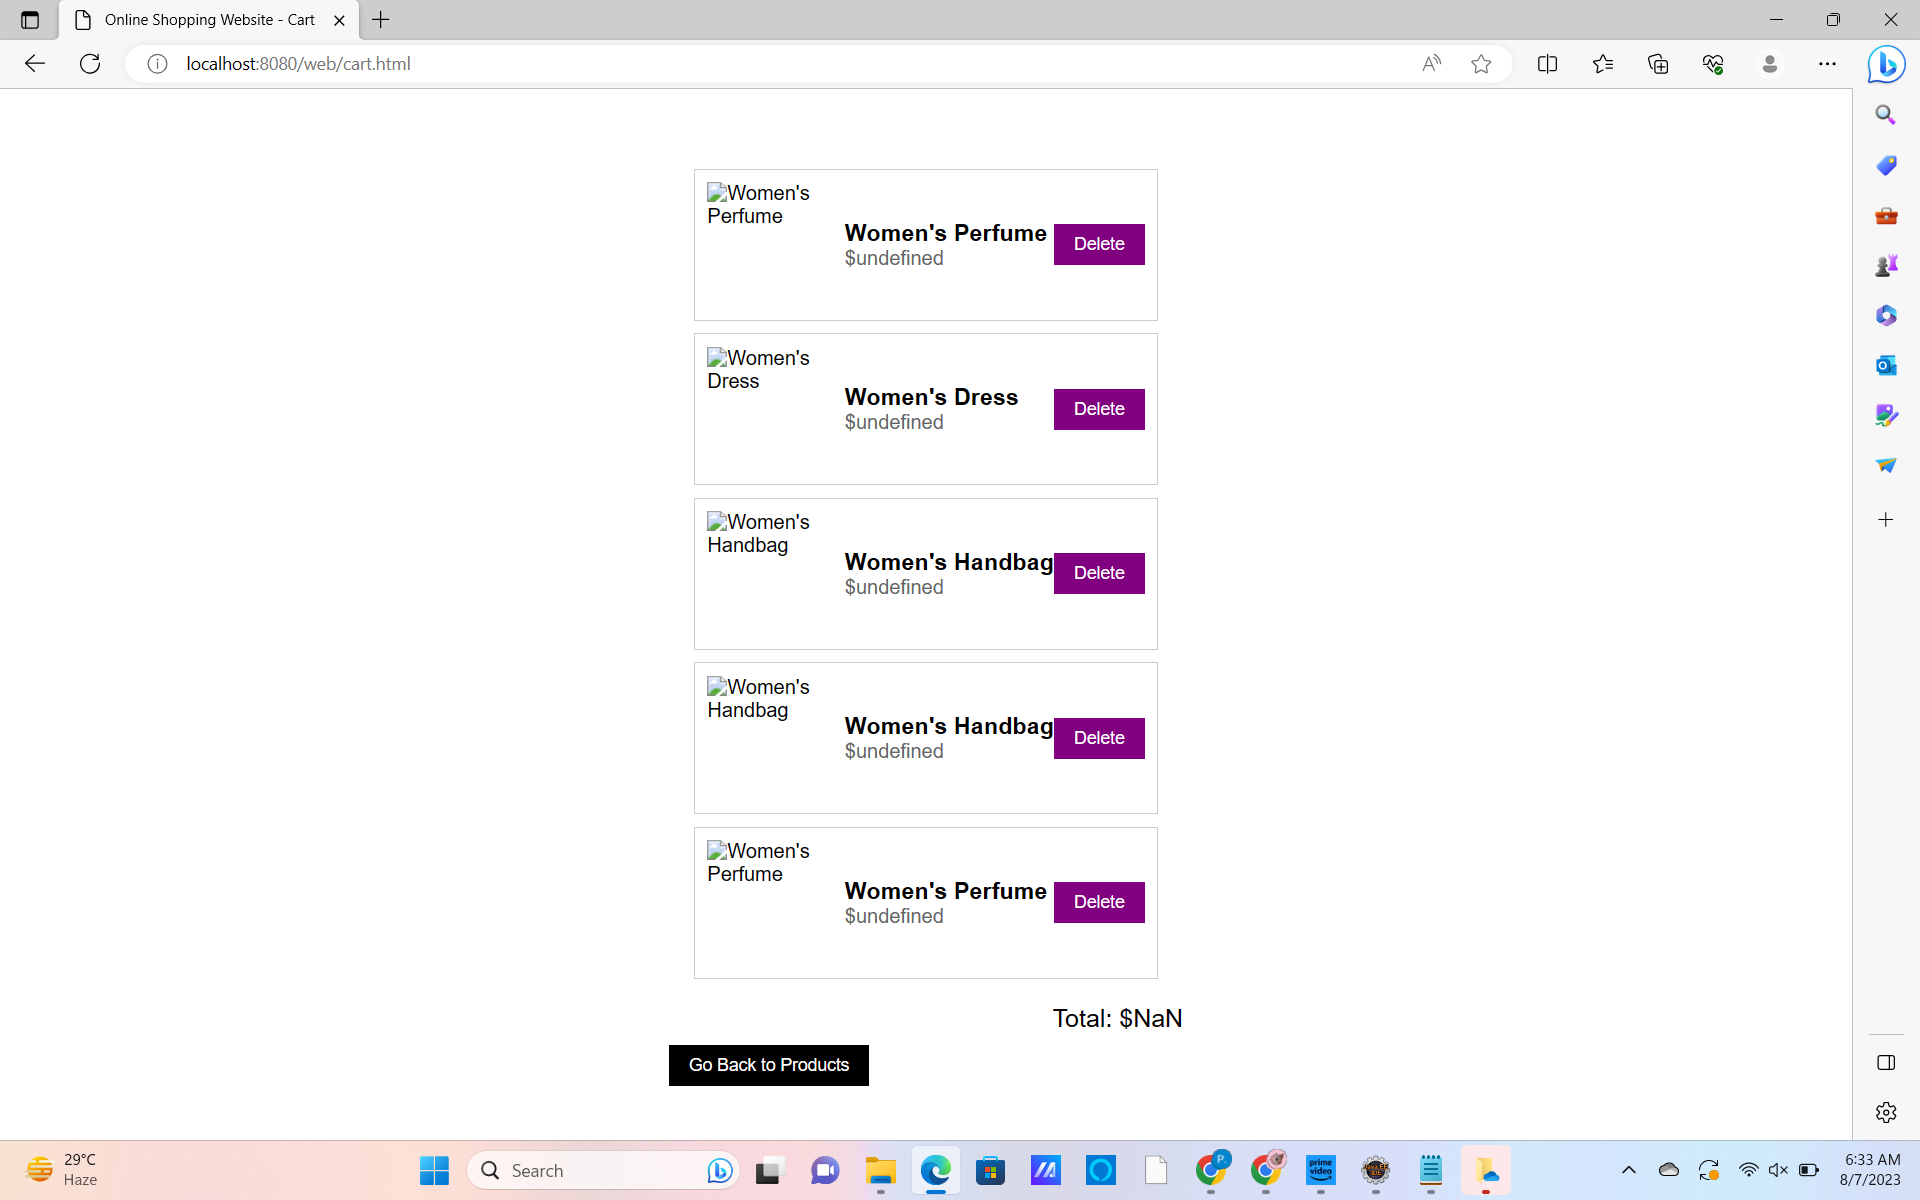 Online Shopping Website - Cart
localhost:8080/web/cart.html
Women's
Perfume
Women's Perfume
$undefined
Delete
Women's
Dress
Women's Dress
$undefined
Delete
Women's
Handbag
Women's Handbag
$undefined
Delete
Women's
Handbag
Women's Handbag
$undefined
Delete
Women's
Perfume
Women's Perfume
$undefined
Delete
Total: $NaN
Go Back to Products
29°C
Haze
Search
prime
video
6:33 AM
8/7/2023